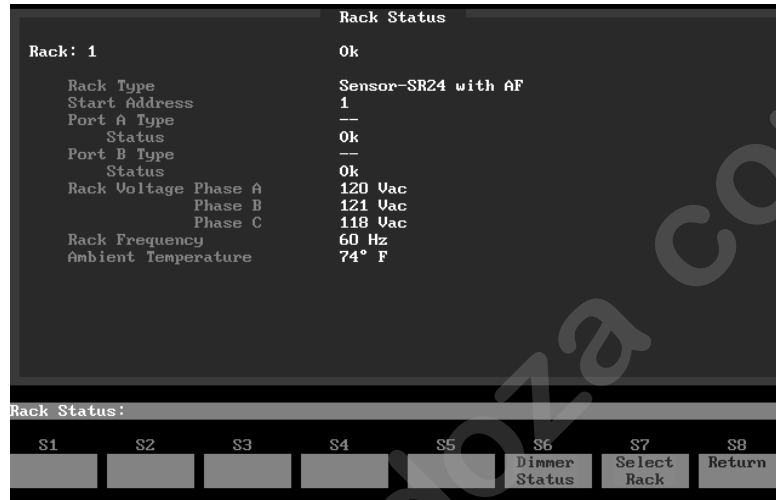 Rack Status
Rack: 1 Ok
Rack Type Sensor-SR24 with AF
Start Address 1
Port A Type --
Status Ok
Port B Type --
Status Ok
Rack Voltage Phase A 120 Vac
Phase B 121 Vac
Phase C 118 Vac
Rack Frequency 60 Hz
Ambient Temperature 74° F
Rack Status:
S1 S2 S3 S4 S5 S6 S7 S8
Dimmer Select Return
Status Rack